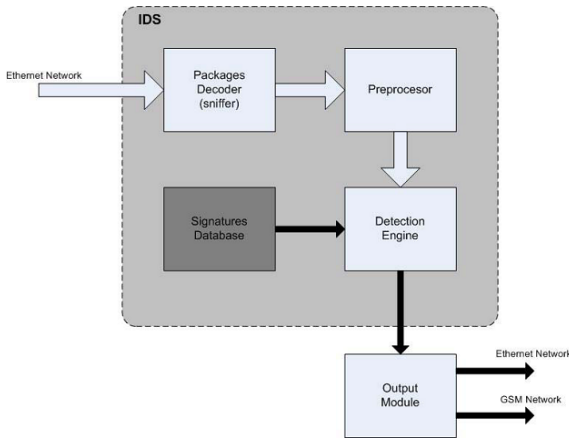 IDS
Ethernet Network
Packages
Decoder
(sniffer)
Preprocesor
Signatures
Database
Detection
Engine
Output
Module
Ethernet Network
GSM Network